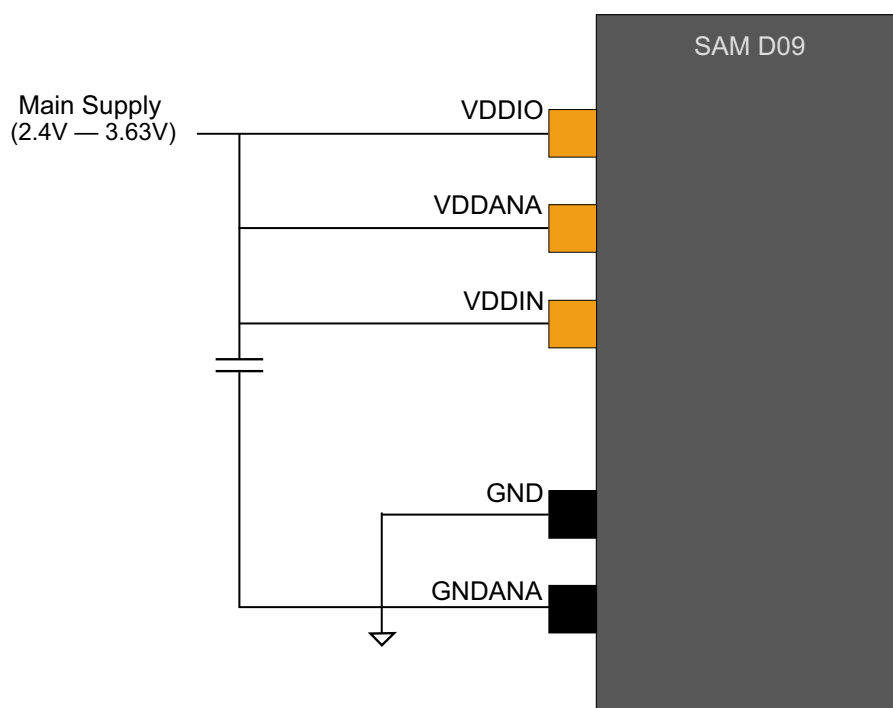 SAM D09
Main Supply
(2.4V — 3.63V)
VDDIO
VDDANA
VDDIN
GND
GNDANA